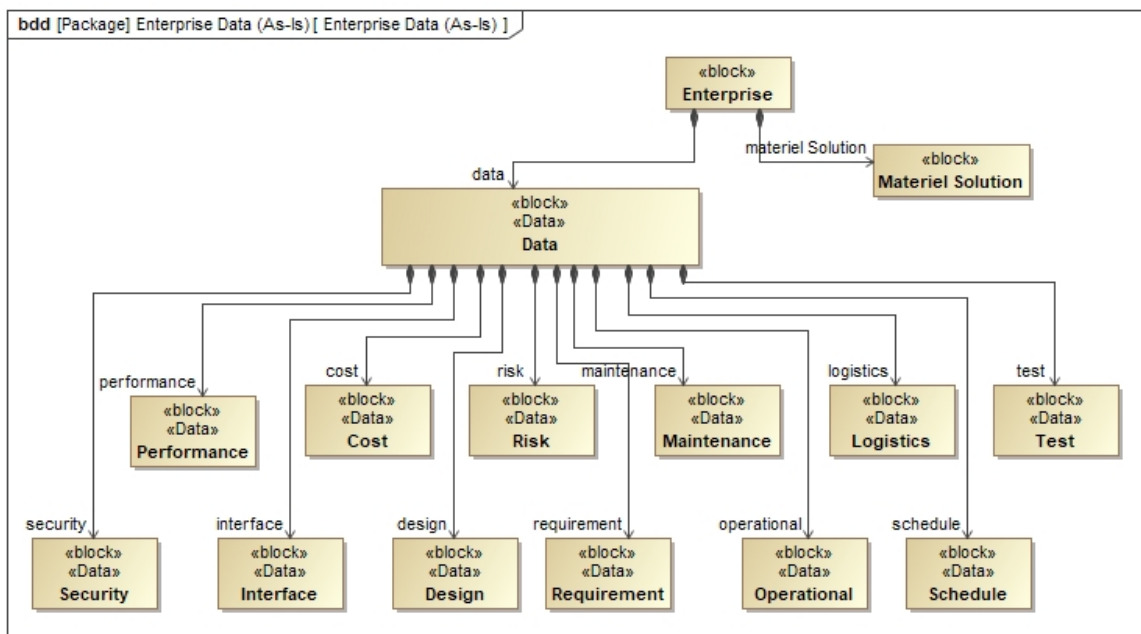 bdd [Package] Enterprise Data (As-Is) [ Enterprise Data (As-Is) ]
«block»
Enterprise
materiel Solution
«block»
Materiel Solution
data
«block»
«Data»
Data
performance
«block»
«Data»
Performance
cost
«block»
«Data»
Cost
risk
«block»
«Data»
Risk
maintenance
«block»
«Data»
Maintenance
logistics
«block»
«Data»
Logistics
test
«block»
«Data»
Test
security
«block»
«Data»
Security
interface
«block»
«Data»
Interface
design
«block»
«Data»
Design
requirement
«block»
«Data»
Requirement
operational
«block»
«Data»
Operational
schedule
«block»
«Data»
Schedule